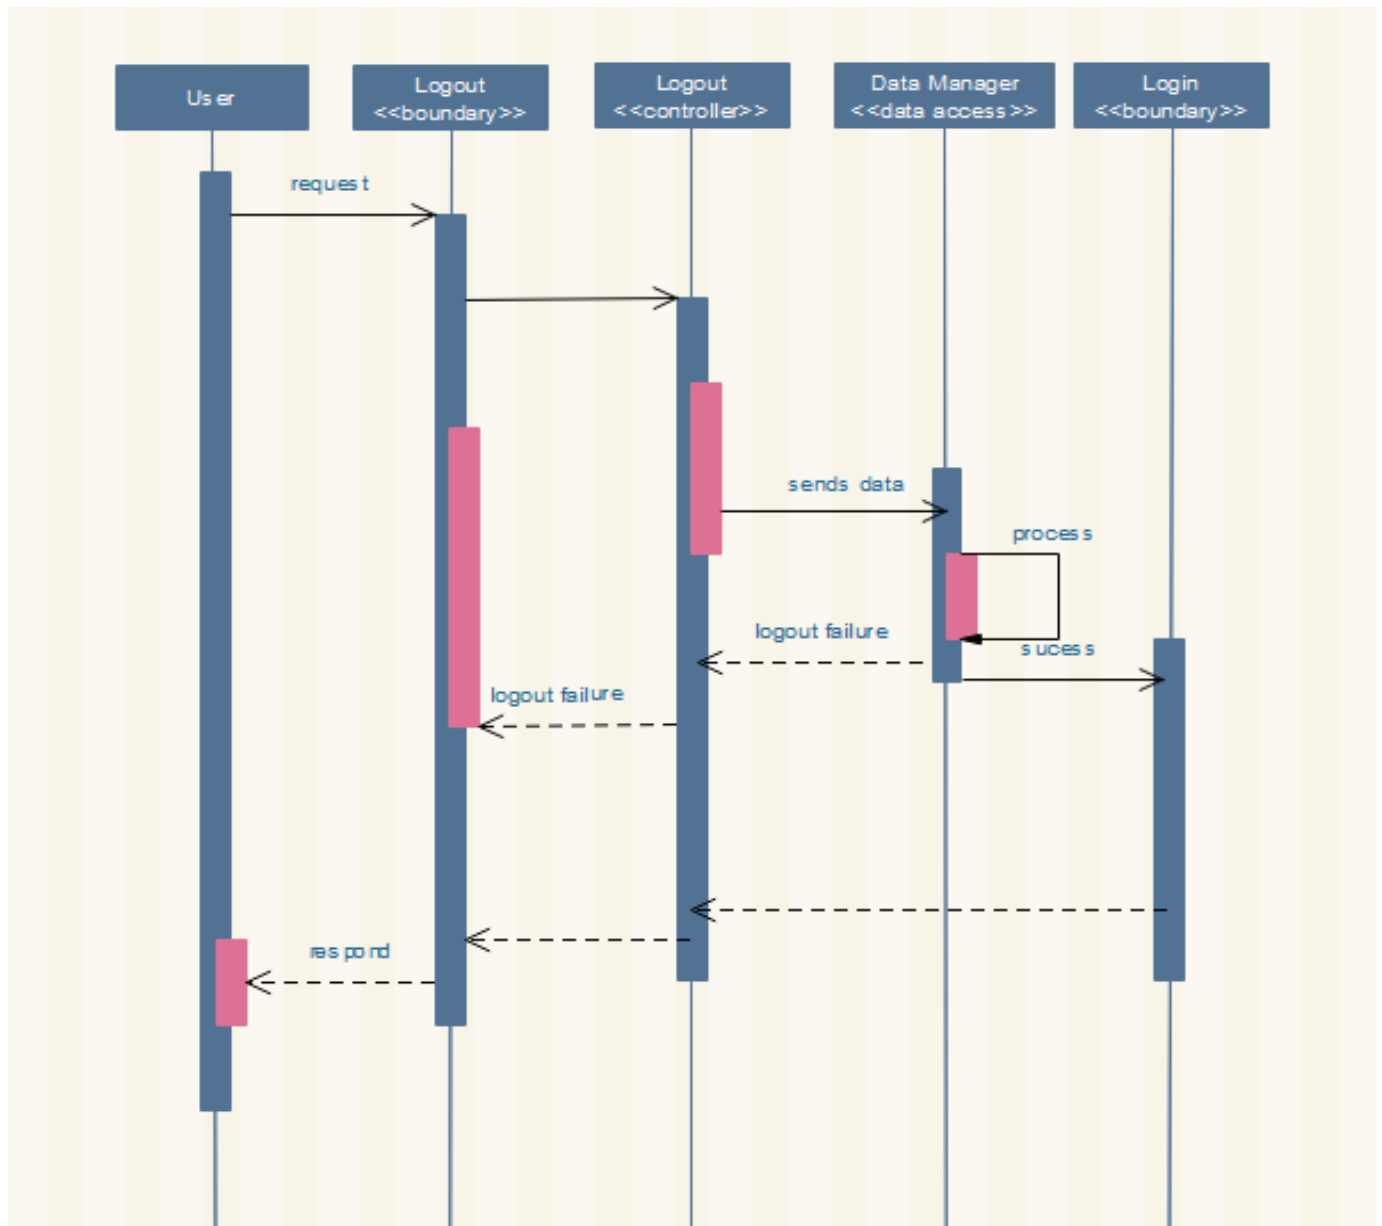 User
Logout
<<boundary>>
Logout
<<controller>>
Data Manager
<<data access>>
Login
<<boundary>>
request
sends data
process
logout failure
sucess
logout failure
respond